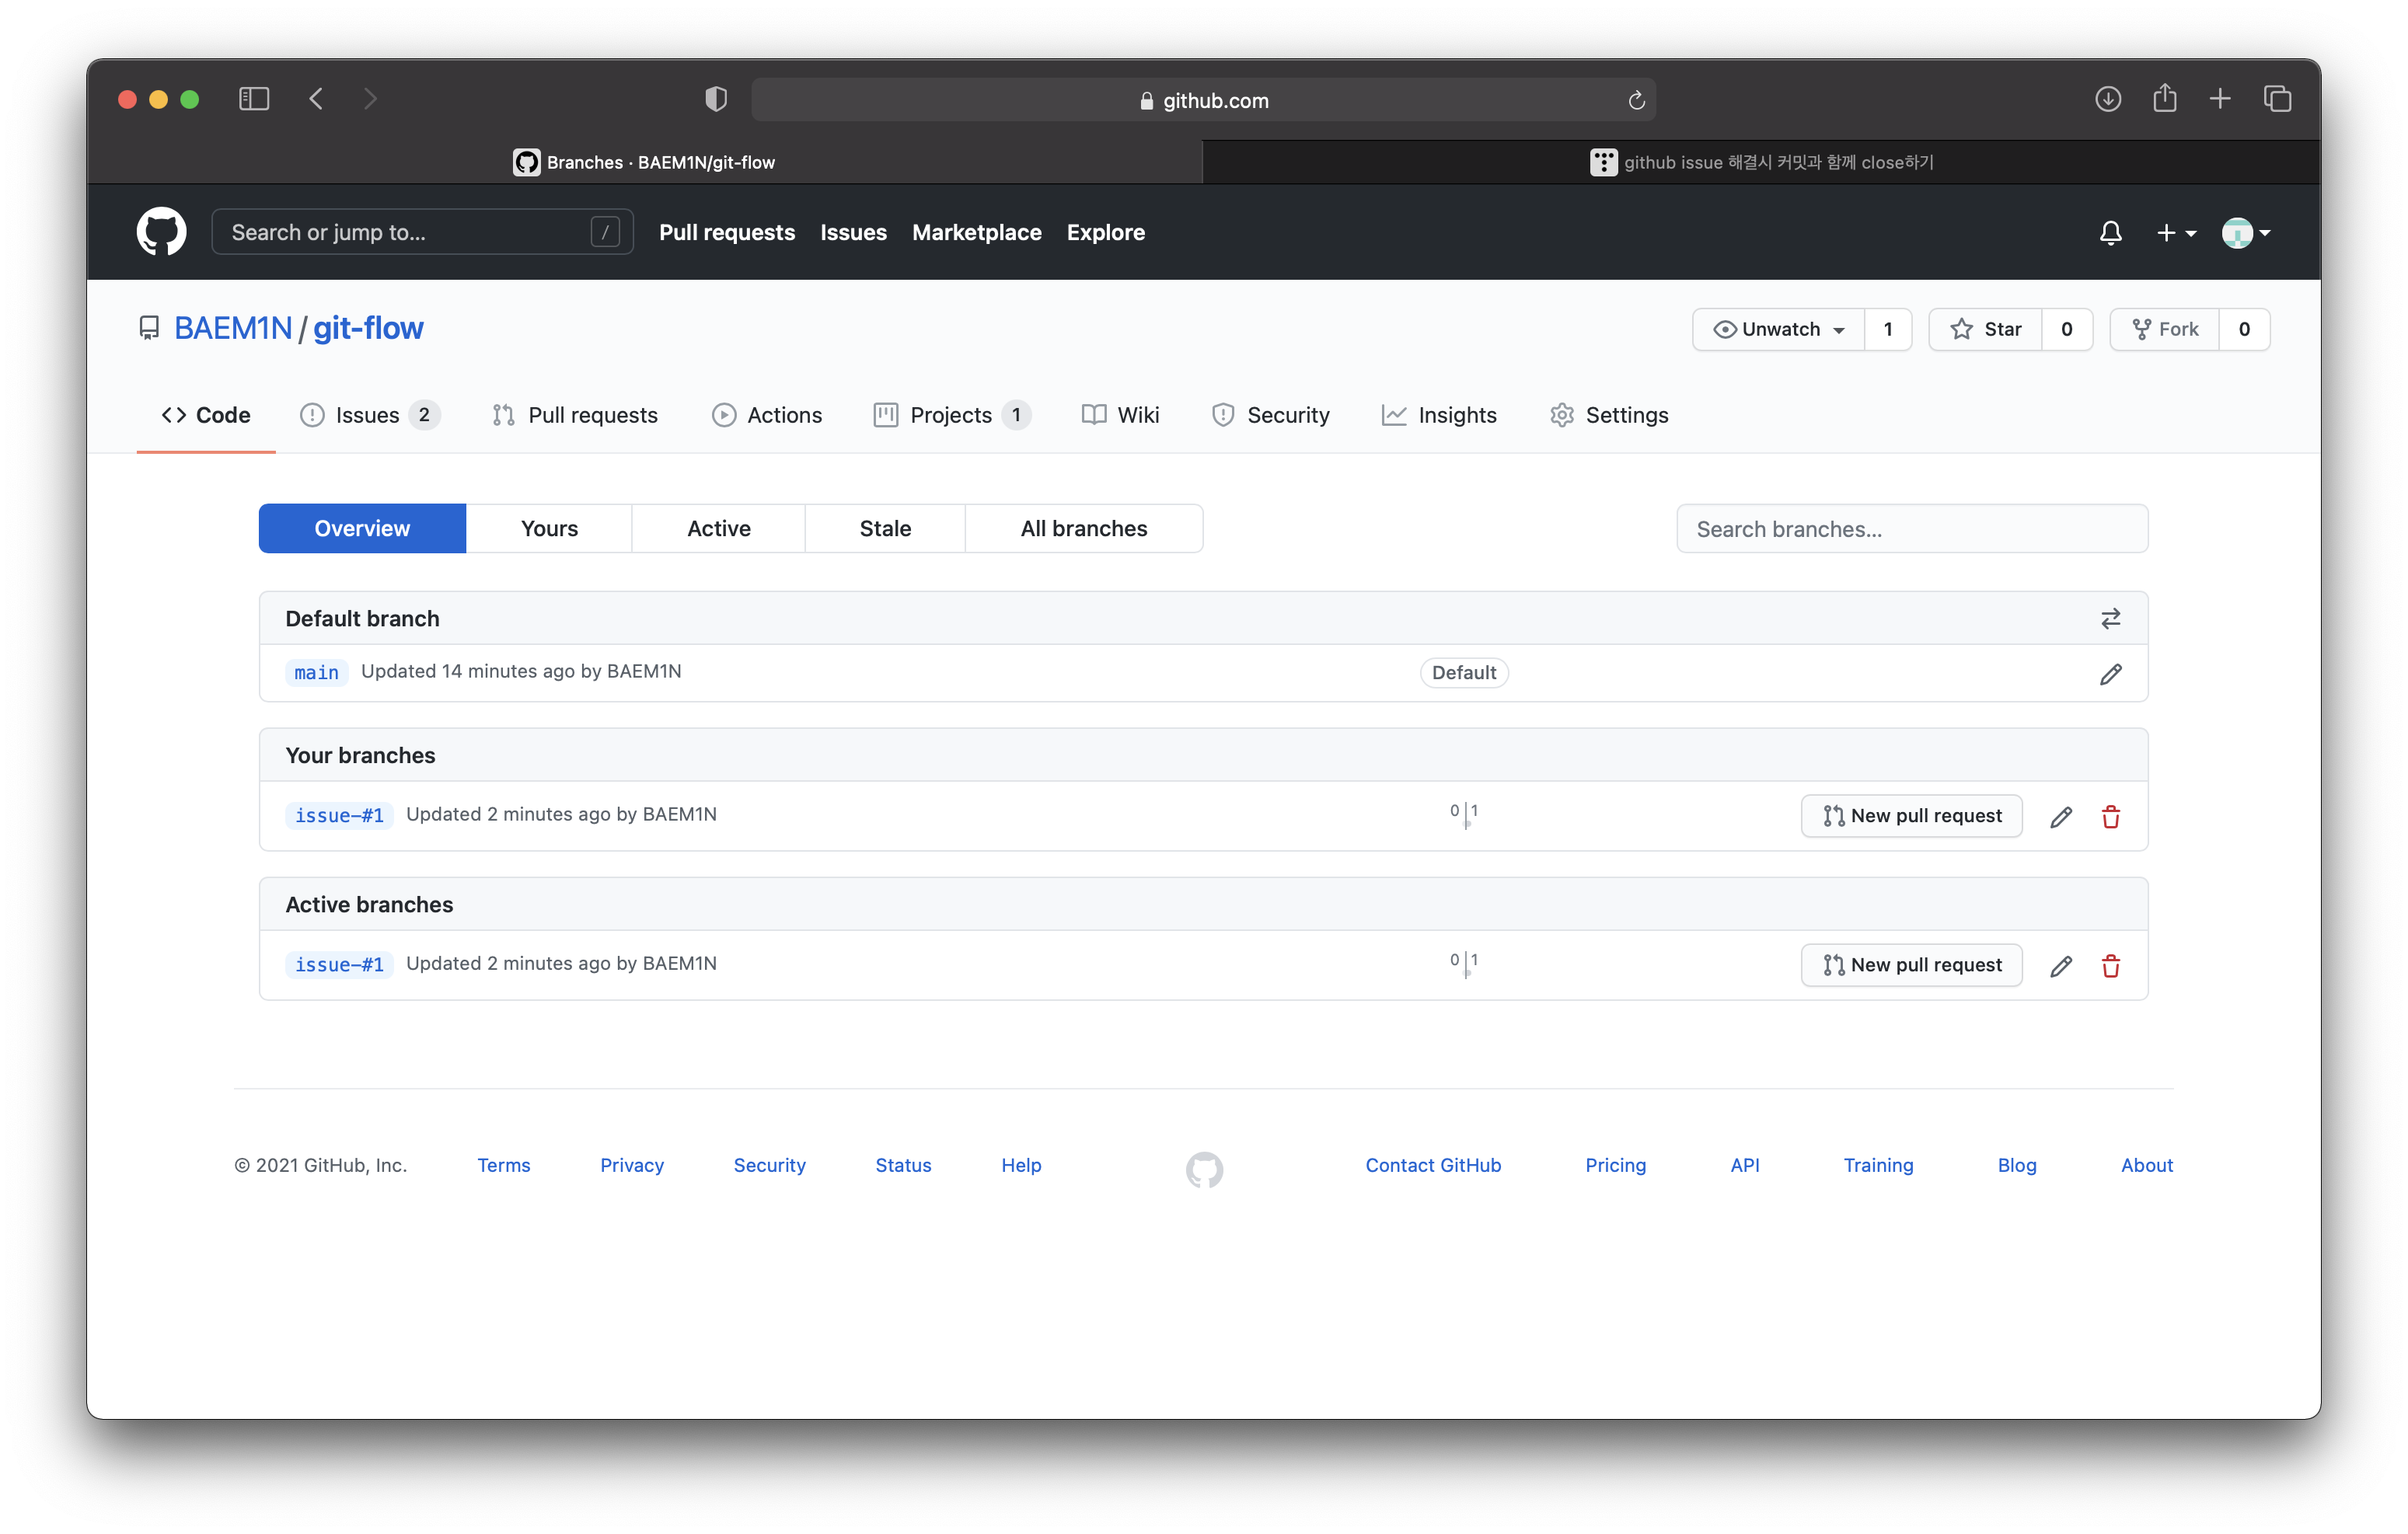 github.com
Branches · BAEM1N/git-flow
github issue 해결시 커밋과 함께 close하기
Search or jump to...
/
Pull requests
Issues
Marketplace
Explore
BAEM1N / git-flow
Unwatch
1
Star
0
Fork
0
Code
Issues 2
Pull requests
Actions
Projects 1
Wiki
Security
Insights
Settings
Overview
Yours
Active
Stale
All branches
Search branches...
Default branch
main Updated 14 minutes ago by BAEM1N
Default
Your branches
issue-#1 Updated 2 minutes ago by BAEM1N
0|1
New pull request
Active branches
issue-#1 Updated 2 minutes ago by BAEM1N
0|1
New pull request
© 2021 GitHub, Inc.
Terms
Privacy
Security
Status
Help
Contact GitHub
Pricing
API
Training
Blog
About